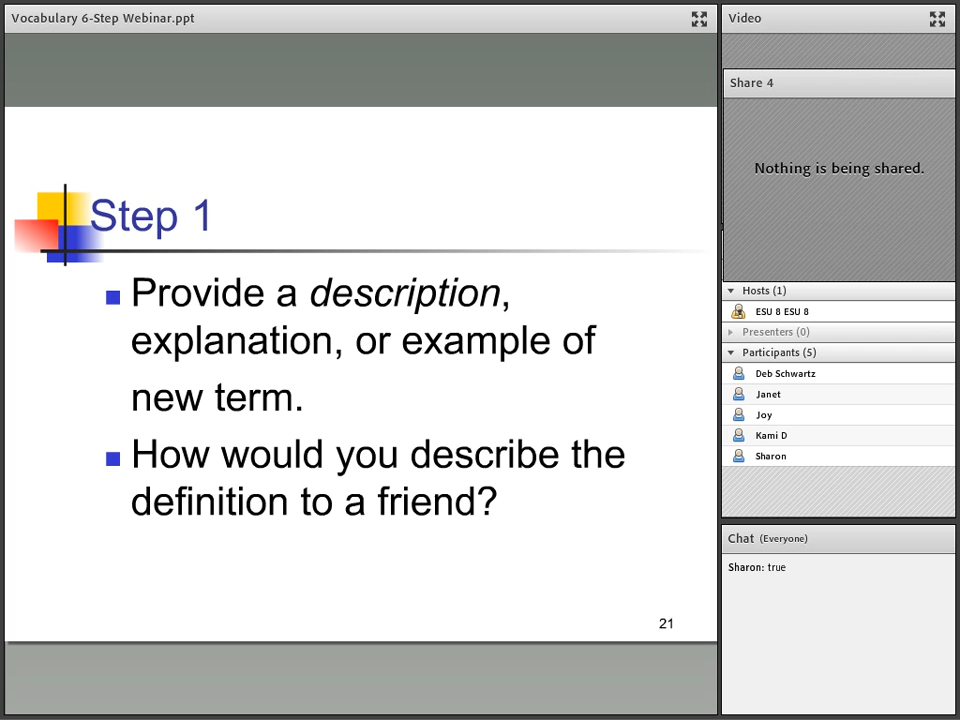 Vocabulary 6-Step Webinar.ppt
Step 1
Provide a description,
explanation, or example of
new term.
How would you describe the
definition to a friend?
21
Video
Share 4
Nothing is being shared.
Hosts (1)
ESU 8 ESU 8
Presenters (0)
Participants (5)
Deb Schwartz
Janet
Joy
Kami D
Sharon
Chat (Everyone)
Sharon: true